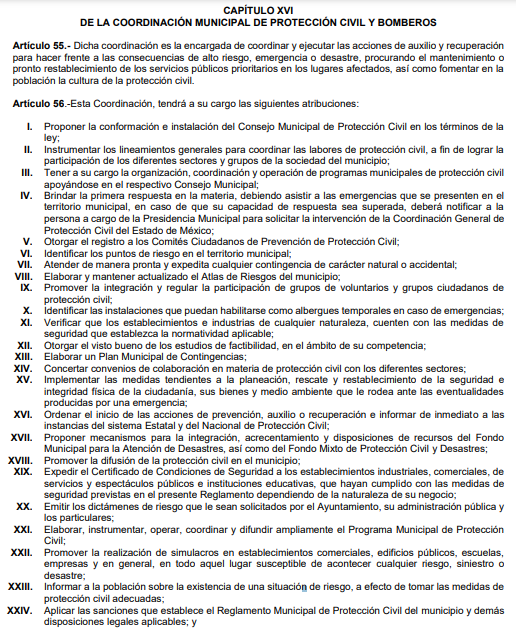 CAPÍTULO XVI
DE LA COORDINACIÓN MUNICIPAL DE PROTECCIÓN CIVIL Y BOMBEROS
Artículo 55.- Dicha coordinación es la encargada de coordinar y ejecutar las acciones de auxilio y recuperación
para hacer frente a las consecuencias de alto riesgo, emergencia o desastre, procurando el mantenimiento o
pronto restablecimiento de los servicios públicos prioritarios en los lugares afectados, así como fomentar en la
población la cultura de la protección civil.
Artículo 56.-Esta Coordinación, tendrá a su cargo las siguientes atribuciones:
I. Proponer la conformación e instalación del Consejo Municipal de Protección Civil en los términos de la
ley;
II. Instrumentar los lineamientos generales para coordinar las labores de protección civil, a fin de lograr la
participación de los diferentes sectores y grupos de la sociedad del municipio;
III. Tener a su cargo la organización, coordinación y operación de programas municipales de protección civil
apoyándose en el respectivo Consejo Municipal;
IV. Brindar la primera respuesta en la materia, debiendo asistir a las emergencias que se presenten en el
territorio municipal, en caso de que su capacidad de respuesta sea superada, deberá notificar a la
persona a cargo de la Presidencia Municipal para solicitar la intervención de la Coordinación General de
Protección Civil del Estado de México;
V. Otorgar el registro a los Comités Ciudadanos de Prevención de Protección Civil;
VI. Identificar los puntos de riesgo en el territorio municipal;
VII. Atender de manera pronta y expedita cualquier contingencia de carácter natural o accidental;
VIII. Elaborar y mantener actualizado el Atlas de Riesgos del municipio;
IX. Promover la integración y regular la participación de grupos de voluntarios y grupos ciudadanos de
protección civil;
X. Identificar las instalaciones que puedan habilitarse como albergues temporales en caso de emergencias;
XI. Verificar que los establecimientos e industrias de cualquier naturaleza, cuenten con las medidas de
seguridad que establezca la normatividad aplicable;
XII. Otorgar el visto bueno de los estudios de factibilidad, en el ámbito de su competencia;
XIII. Elaborar un Plan Municipal de Contingencias;
XIV. Concertar convenios de colaboración en materia de protección civil con los diferentes sectores;
XV. Implementar las medidas tendientes a la planeación, rescate y restablecimiento de la seguridad e
integridad física de la ciudadanía, sus bienes y medio ambiente que le rodea ante las eventualidades
producidas por una emergencia;
XVI. Ordenar el inicio de las acciones de prevención, auxilio o recuperación e informar de inmediato a las
instancias del sistema Estatal y del Nacional de Protección Civil;
XVII. Proponer mecanismos para la integración, acrecentamiento y disposiciones de recursos del Fondo
Municipal para la Atención de Desastres, así como del Fondo Mixto de Protección Civil y Desastres;
XVIII. Promover la difusión de la protección civil en el municipio;
XIX. Expedir el Certificado de Condiciones de Seguridad a los establecimientos industriales, comerciales, de
servicios y espectáculos públicos e instituciones educativas, que hayan cumplido con las medidas de
seguridad previstas en el presente Reglamento dependiendo de la naturaleza de su negocio;
XX. Emitir los dictámenes de riesgo que le sean solicitados por el Ayuntamiento, su administración pública y
los particulares;
XXI. Elaborar, instrumentar, operar, coordinar y difundir ampliamente el Programa Municipal de Protección
Civil;
XXII. Promover la realización de simulacros en establecimientos comerciales, edificios públicos, escuelas,
empresas y en general, en todo aquel lugar susceptible de acontecer cualquier riesgo, siniestro o
desastre;
XXIII. Informar a la población sobre la existencia de una situación de riesgo, a efecto de tomar las medidas de
protección civil adecuadas;
XXIV. Aplicar las sanciones que establece el Reglamento Municipal de Protección Civil del municipio y demás
disposiciones legales aplicables; y